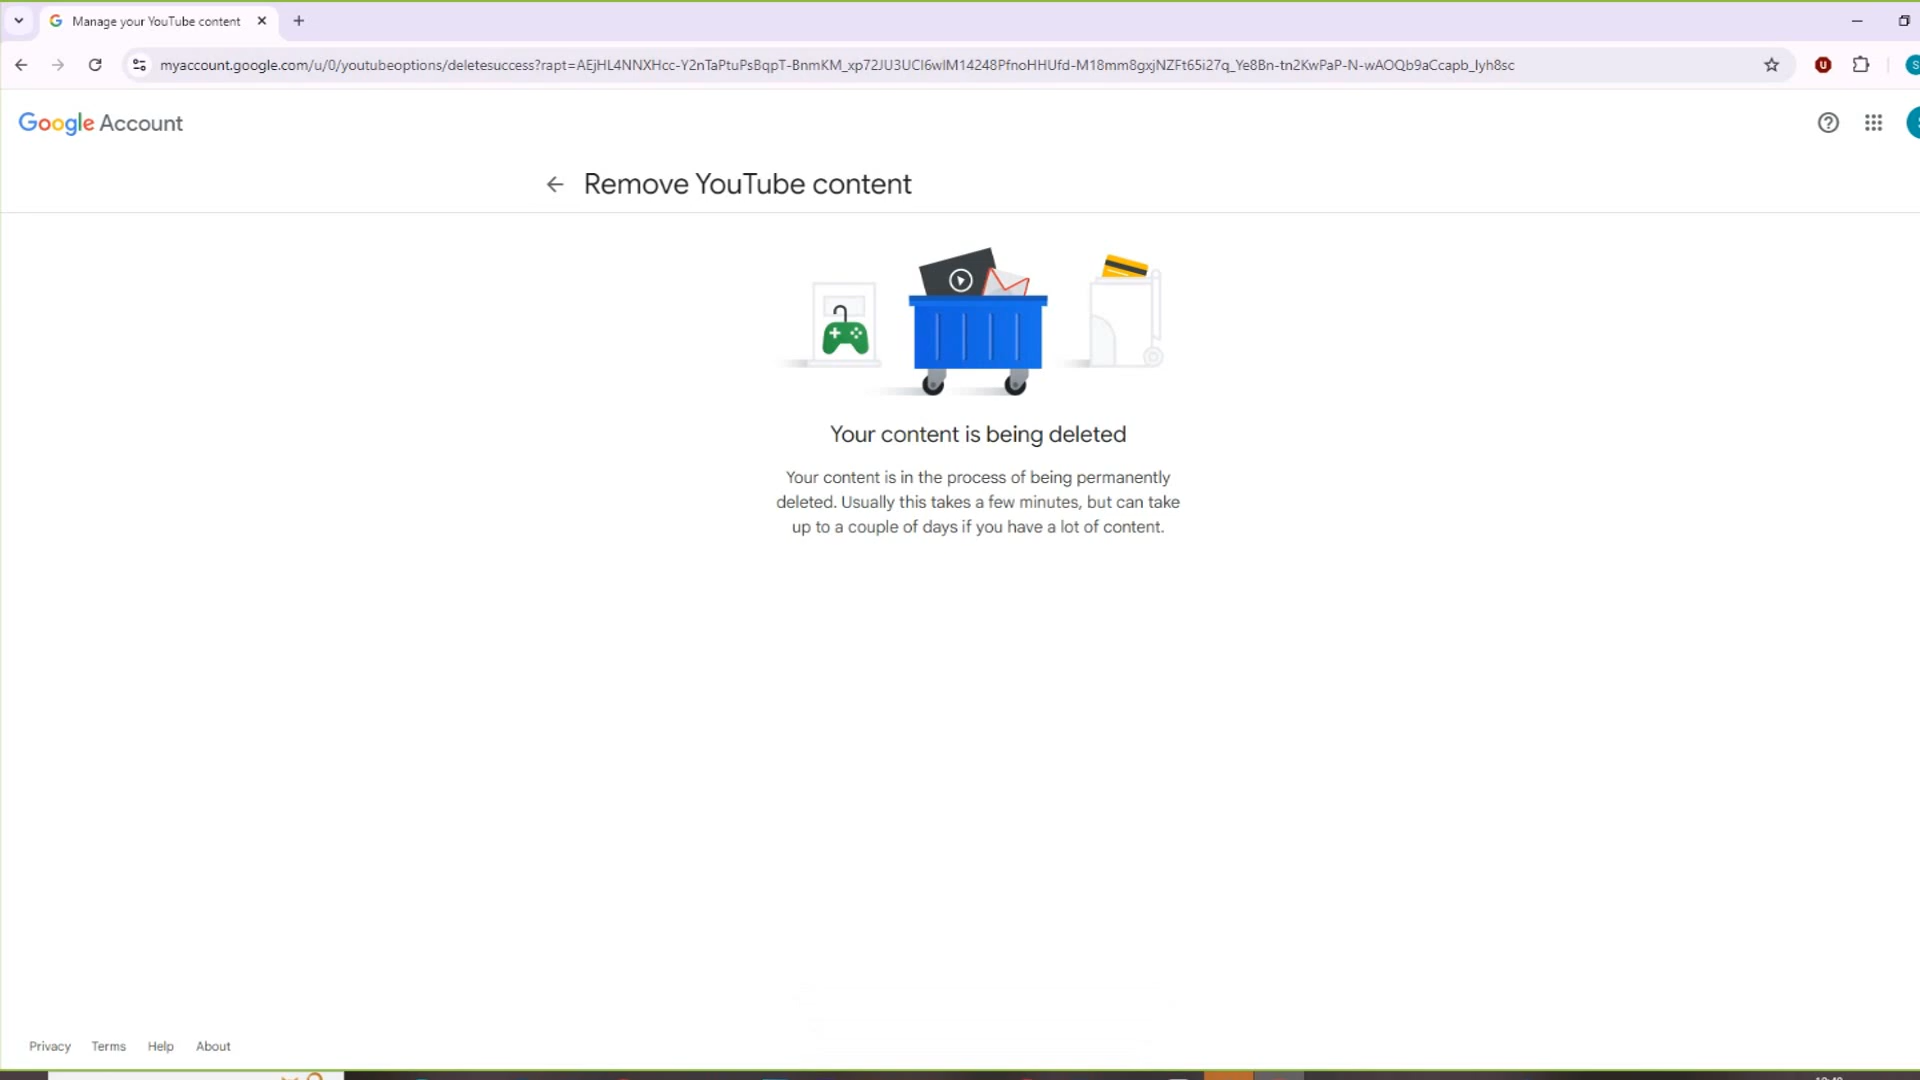 Manage your YouTube content
myaccount.google.com/u/0/youtubeoptions/deletesuccess?rapt=AEjHL4NNXHcc-Y2nTaPtuPsBqpT-BnmKM_xp72JU3UCI6wIM14248PfnoHHUfd-M18mm8gxjNZFt65i27q_Ye8Bn-tn2KwPaP-N-wAOQb9aCcapb_Iyh8sc
Google Account
Remove YouTube content
Your content is being deleted
Your content is in the process of being permanently
deleted. Usually this takes a few minutes, but can take
up to a couple of days if you have a lot of content.
Privacy Terms Help About